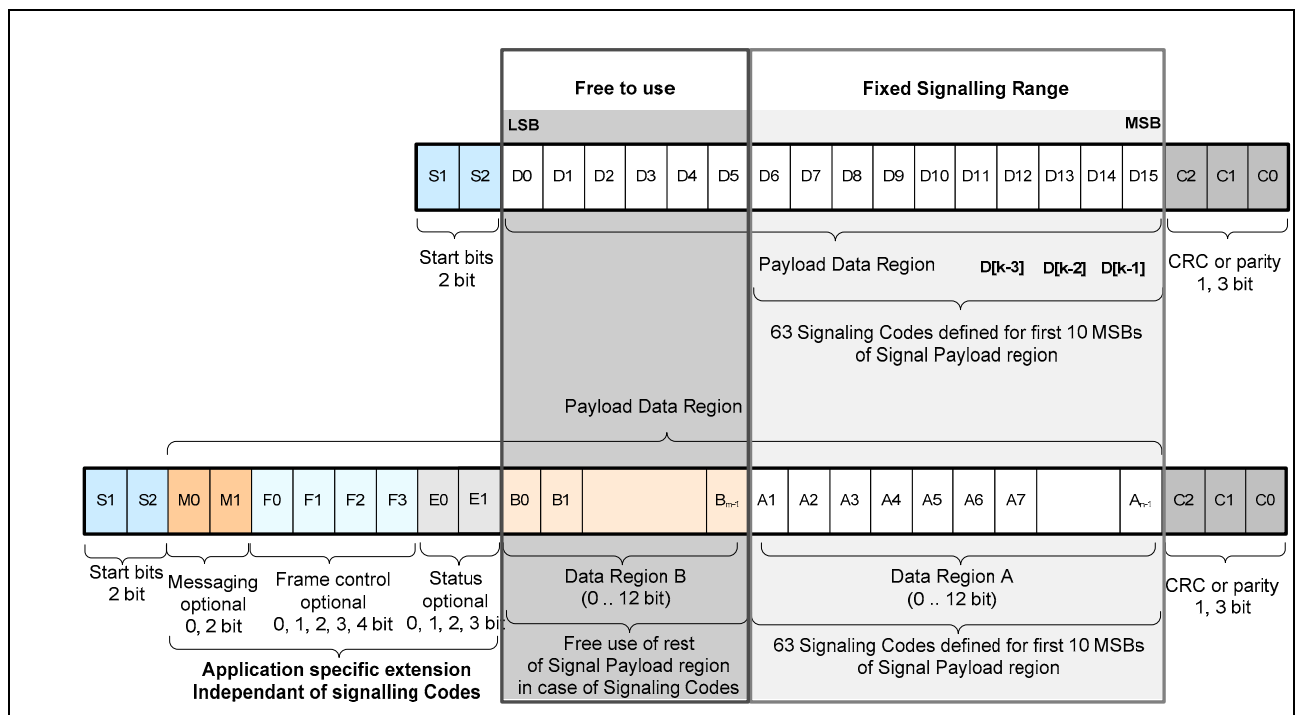 Free to use
Fixed Signalling Range
LSB
MSB
S1 S2 D0 D1 D2 D3 D4 D5 D6 D7 D8 D9 D10 D11 D12 D13 D14 D15 C2 C1 C0
Start bits
2 bit
Payload Data Region
D[k-3] D[k-2] D[k-1]
CRC or parity
1, 3 bit
63 Signaling Codes defined for first 10 MSBs
of Signal Payload region
Payload Data Region
S1 S2 M0 M1 F0 F1 F2 F3 E0 E1 B0 B1 Bm-1 A1 A2 A3 A4 A5 A6 A7 An-1 C2 C1 C0
Start bits
2 bit
Messaging
optional
0, 2 bit
Frame control
optional
0, 1, 2, 3, 4 bit
Status
optional
0, 1, 2, 3 bit
Data Region B
(0 .. 12 bit)
Data Region A
(0 .. 12 bit)
CRC or parity
1, 3 bit
Free use of rest
of Signal Payload region
in case of Signaling Codes
63 Signaling Codes defined for first 10 MSBs
of Signal Payload region
Application specific extension
Independant of signalling Codes